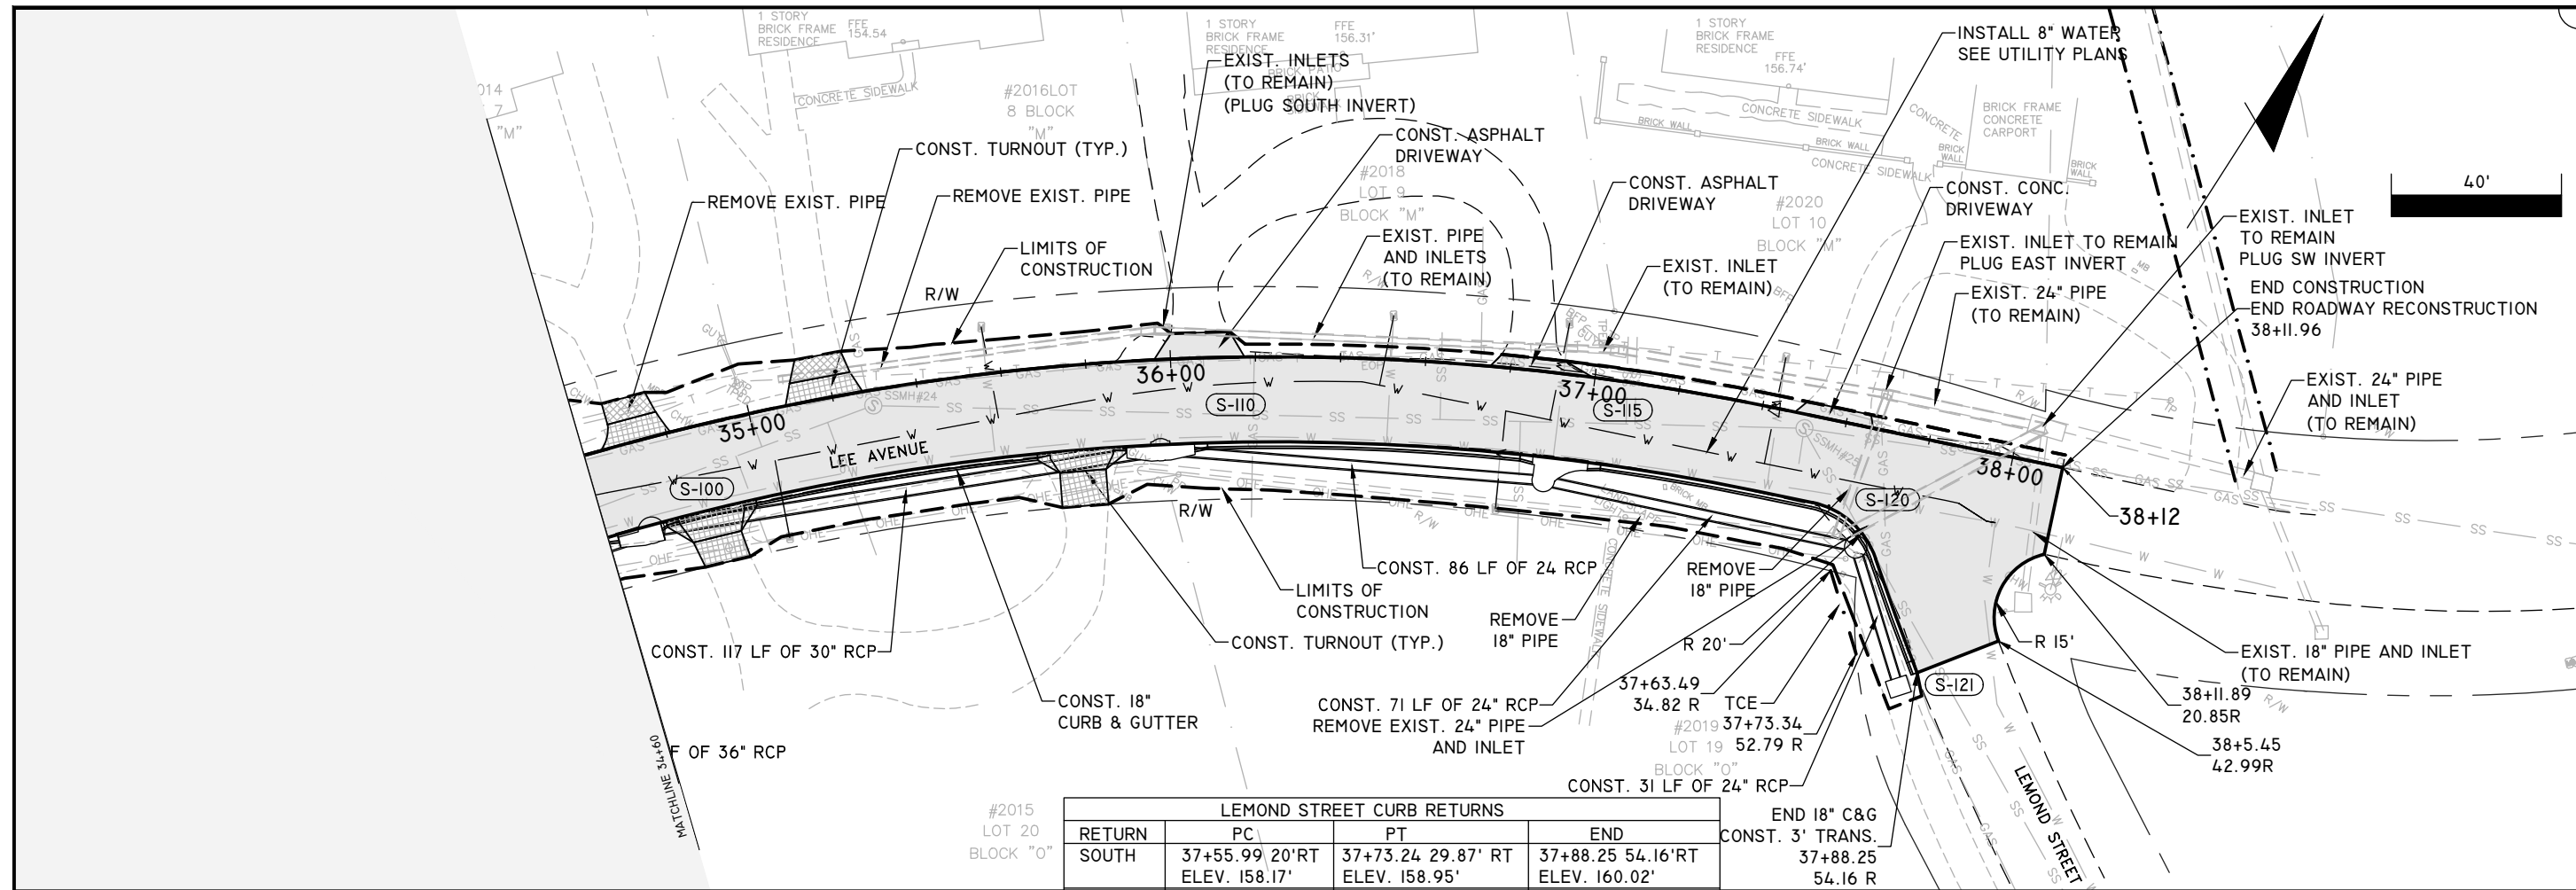 1 STORY
BRICK FRAME
RESIDENCE
FFE
154.54
1 STORY
BRICK FRAME
RESIDENCE
FFE
156.31'
1 STORY
BRICK FRAME
RESIDENCE
FFE
156.74'
INSTALL 8" WATER
SEE UTILITY PLANS
EXIST. INLETS
(TO REMAIN)
(PLUG SOUTH INVERT)
BRICK PATIO
CONCRETE SIDEWALK
#2016LOT
8 BLOCK
"M"
014
7
"M"
CONCRETE SIDEWALK
BRICK WALL
BRICK WALL
CONCRETE SIDEWALK
CONCRETE
BRICK FRAME
CONCRETE
CARPORT
BRICK
WALL
BRICK
WALL
CONST. TURNOUT (TYP.)
CONST. ASPHALT
DRIVEWAY
#2018
LOT 9
BLOCK "M"
CONST. ASPHALT
DRIVEWAY
#2020
LOT 10
BLOCK "M"
CONST. CONC.
DRIVEWAY
40'
REMOVE EXIST. PIPE
REMOVE EXIST. PIPE
LIMITS OF
CONSTRUCTION
EXIST. PIPE
AND INLETS
(TO REMAIN)
EXIST. INLET
(TO REMAIN)
EXIST. INLET TO REMAIN
PLUG EAST INVERT
EXIST. 24" PIPE
(TO REMAIN)
EXIST. INLET
TO REMAIN
PLUG SW INVERT
END CONSTRUCTION
END ROADWAY RECONSTRUCTION
38+11.96
EXIST. 24" PIPE
AND INLET
(TO REMAIN)
R/W
R/W
R/W
35+00
36+00
37+00
38+00
38+12
SSMH#24
SSMH#25
LEE AVENUE
S-100
S-110
S-115
S-120
S-121
R/W
R/W
CONST. 86 LF OF 24 RCP
LIMITS OF
CONSTRUCTION
CONST. TURNOUT (TYP.)
CONST. 117 LF OF 30" RCP
CONST. 18"
CURB & GUTTER
F OF 36" RCP
MATCHLINE 34+60
REMOVE
18" PIPE
REMOVE
18" PIPE
CONCRETE SIDEWALK
R 20'
37+63.49
34.82 R
TCE
37+73.34
52.79 R
CONST. 71 LF OF 24" RCP
REMOVE EXIST. 24" PIPE
AND INLET
#2019
LOT 19
BLOCK "O"
CONST. 31 LF OF 24" RCP
R 15'
EXIST. 18" PIPE AND INLET
(TO REMAIN)
R/W
38+11.89
20.85R
38+5.45
42.99R
LEMOND STREET
#2015
LOT 20
BLOCK "O"
END 18" C&G
CONST. 3' TRANS.
37+88.25
54.16 R
LEMOND STREET CURB RETURNS
RETURN PC PT END
SOUTH 37+55.99 20'RT 37+73.24 29.87' RT 37+88.25 54.16'RT
ELEV. 158.17' ELEV. 158.95' ELEV. 160.02'